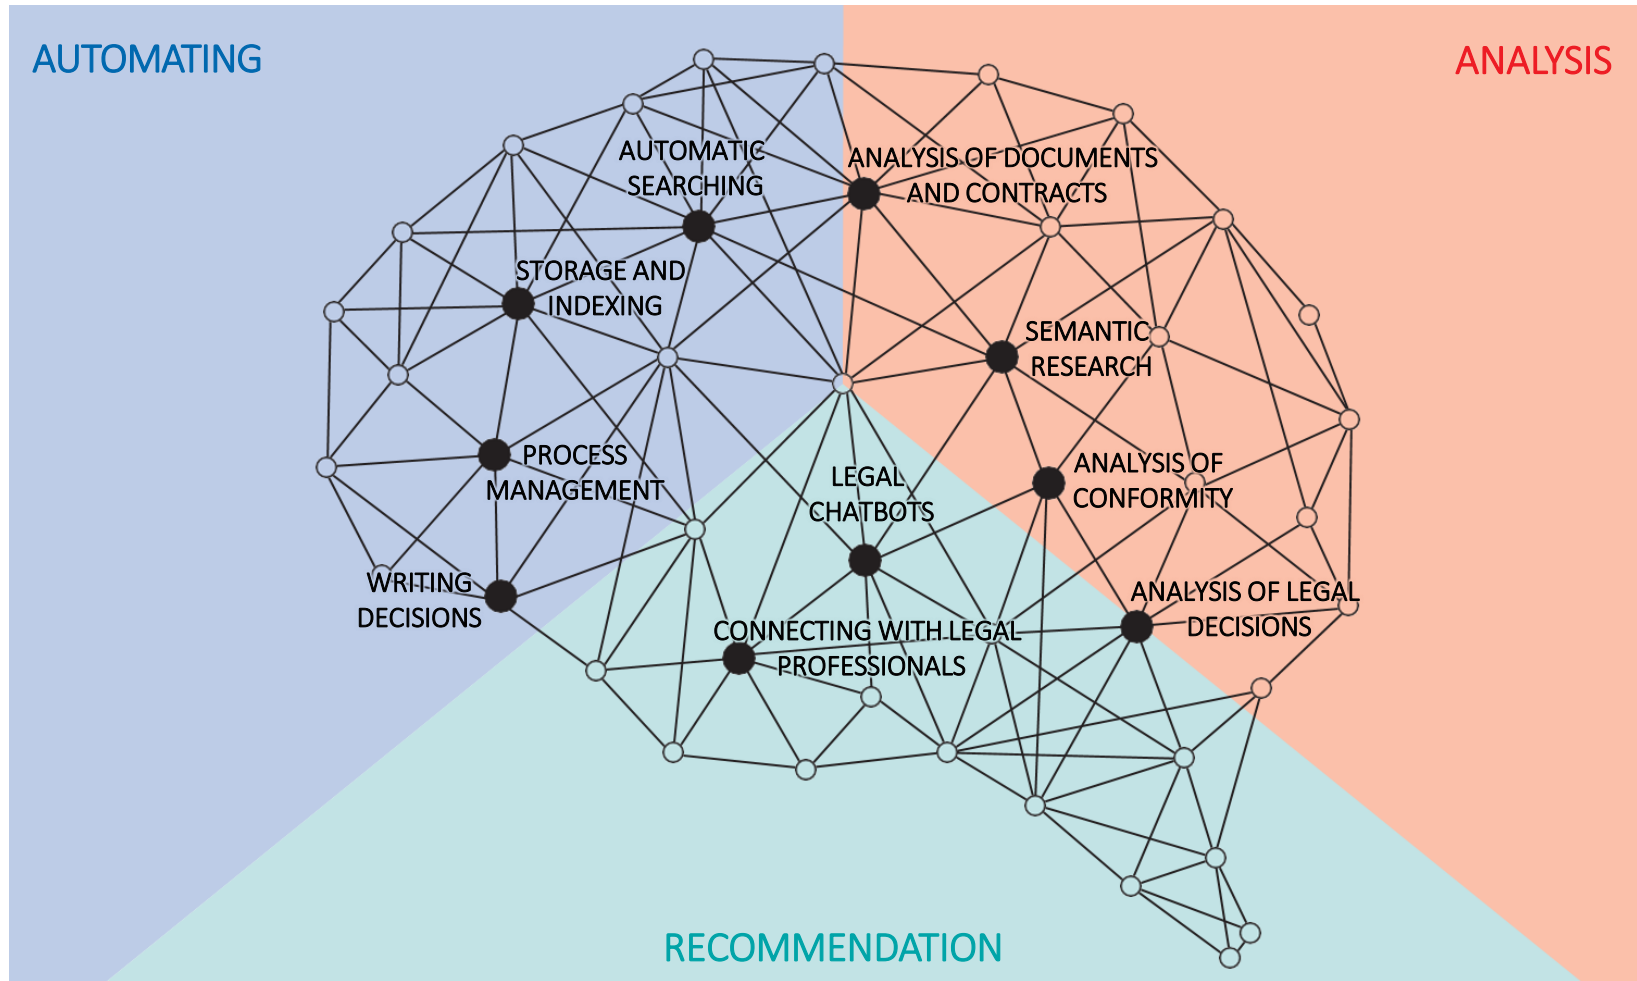 AUTOMATING
ANALYSIS
AUTOMATIC
SEARCHING
ANALYSIS OF DOCUMENTS
AND CONTRACTS
STORAGE AND
INDEXING
SEMANTIC
RESEARCH
PROCESS
MANAGEMENT
LEGAL
CHATBOTS
ANALYSIS OF
CONFORMITY
WRITING
DECISIONS
CONNECTING WITH LEGAL
PROFESSIONALS
ANALYSIS OF LEGAL
DECISIONS
RECOMMENDATION